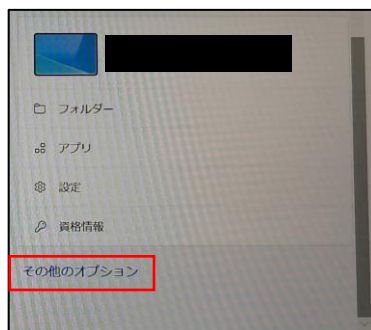 フォルダー
アプリ
設定
資格情報
その他のオプション